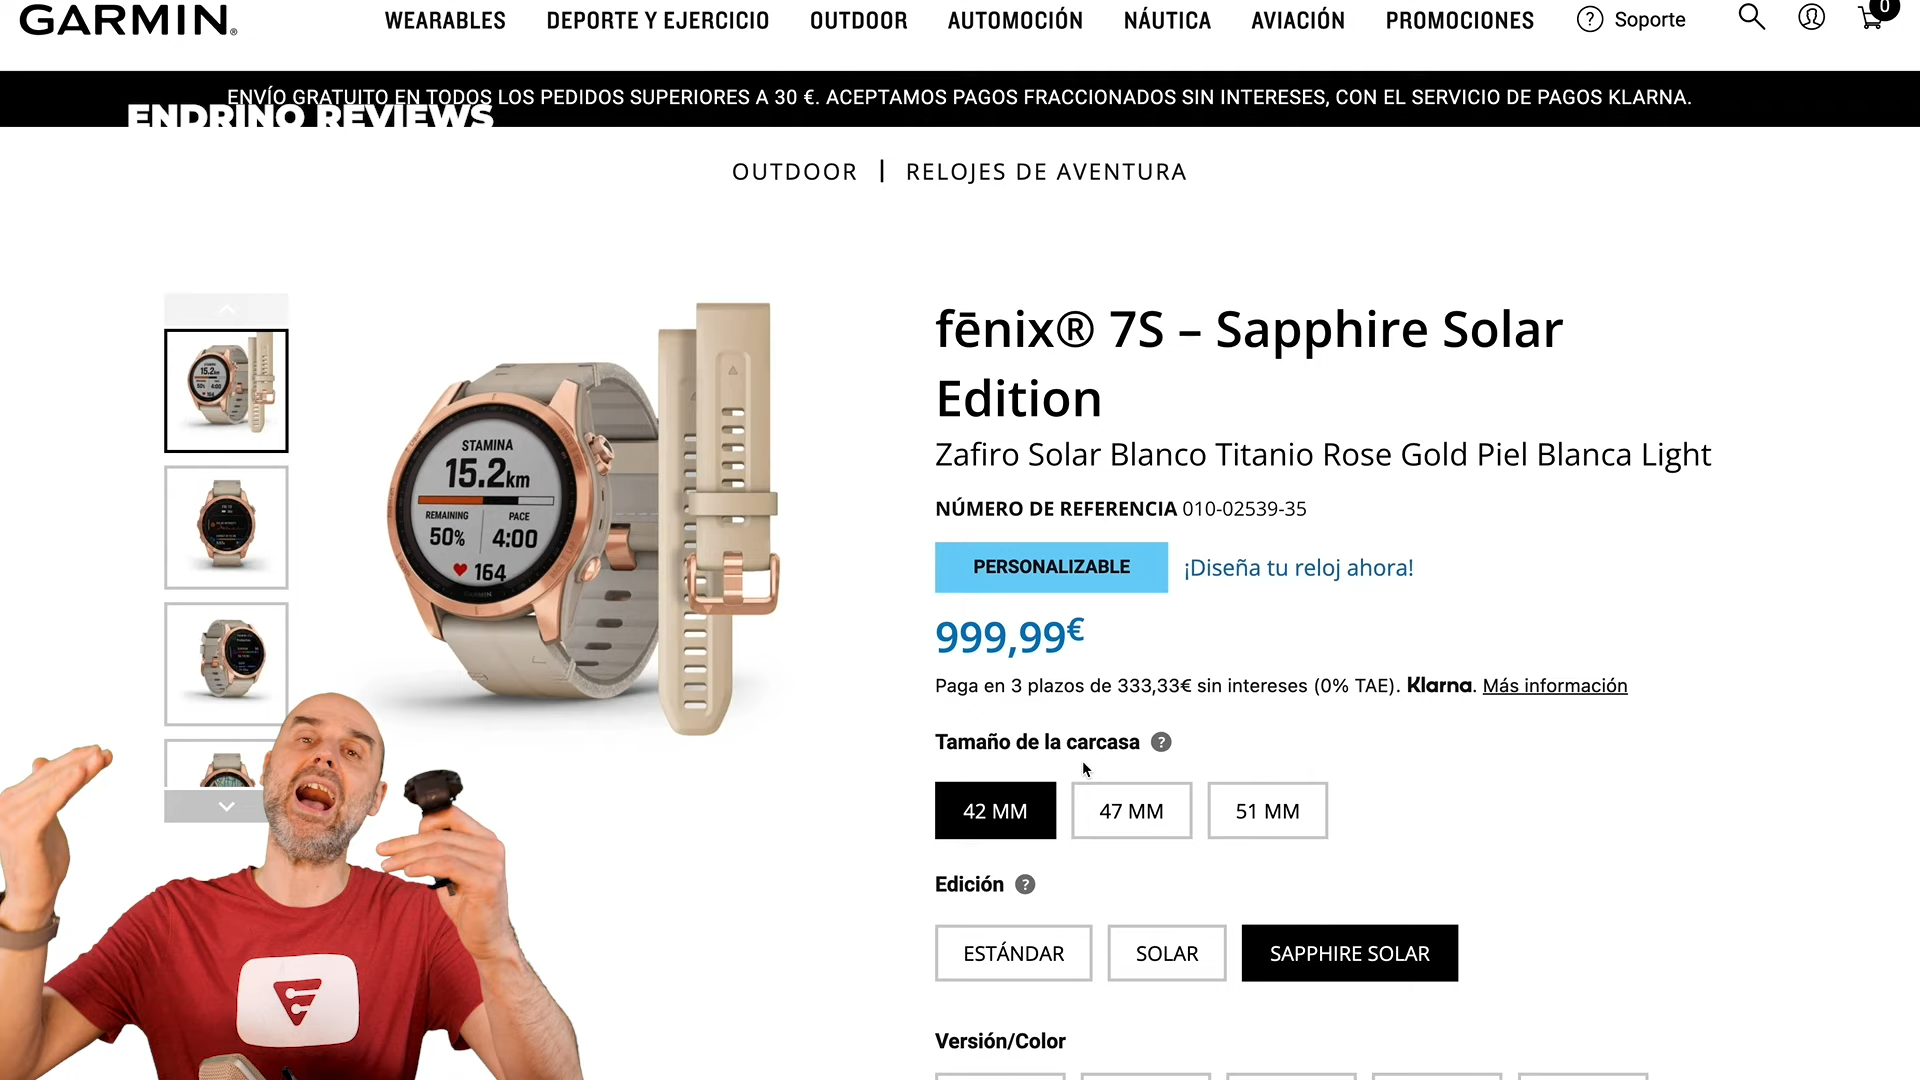 GARMIN®
WEARABLES DEPORTE Y EJERCICIO OUTDOOR AUTOMOCIÓN NÁUTICA AVIACIÓN PROMOCIONES ? Soporte 0
ENVÍO GRATUITO EN TODOS LOS PEDIDOS SUPERIORES A 30 €. ACEPTAMOS PAGOS FRACCIONADOS SIN INTERESES, CON EL SERVICIO DE PAGOS KLARNA.
ENDRINO REVIEWS
OUTDOOR | RELOJES DE AVENTURA
STAMINA
15.2km
REMAINING PACE
50% 4:00
164
GARMIN
fēnix® 7S – Sapphire Solar
Edition
Zafiro Solar Blanco Titanio Rose Gold Piel Blanca Light
NÚMERO DE REFERENCIA 010-02539-35
PERSONALIZABLE ¡Diseña tu reloj ahora!
999,99€
Paga en 3 plazos de 333,33€ sin intereses (0% TAE). Klarna. Más información
Tamaño de la carcasa ?
42 MM 47 MM 51 MM
Edición ?
ESTÁNDAR SOLAR SAPPHIRE SOLAR
Versión/Color